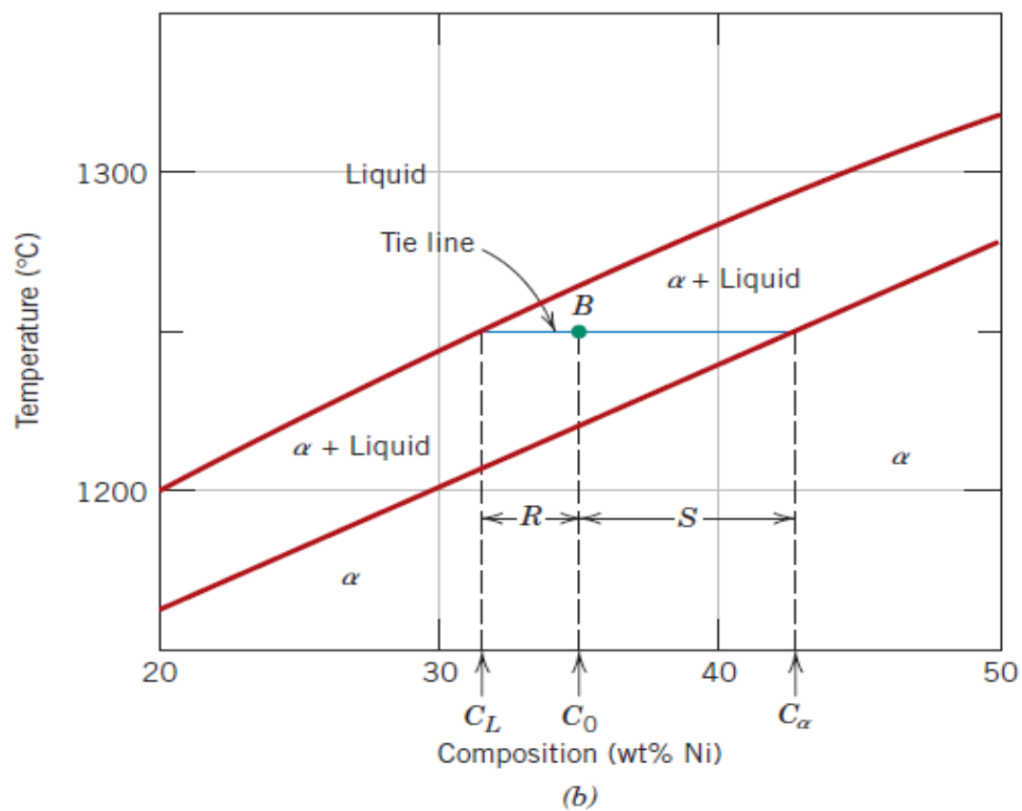 1300
Liquid
Tie line
α + Liquid
B
Temperature (°C)
α + Liquid
α
1200
R
S
α
20
30
40
50
C_L
C_0
C_α
Composition (wt% Ni)
(b)